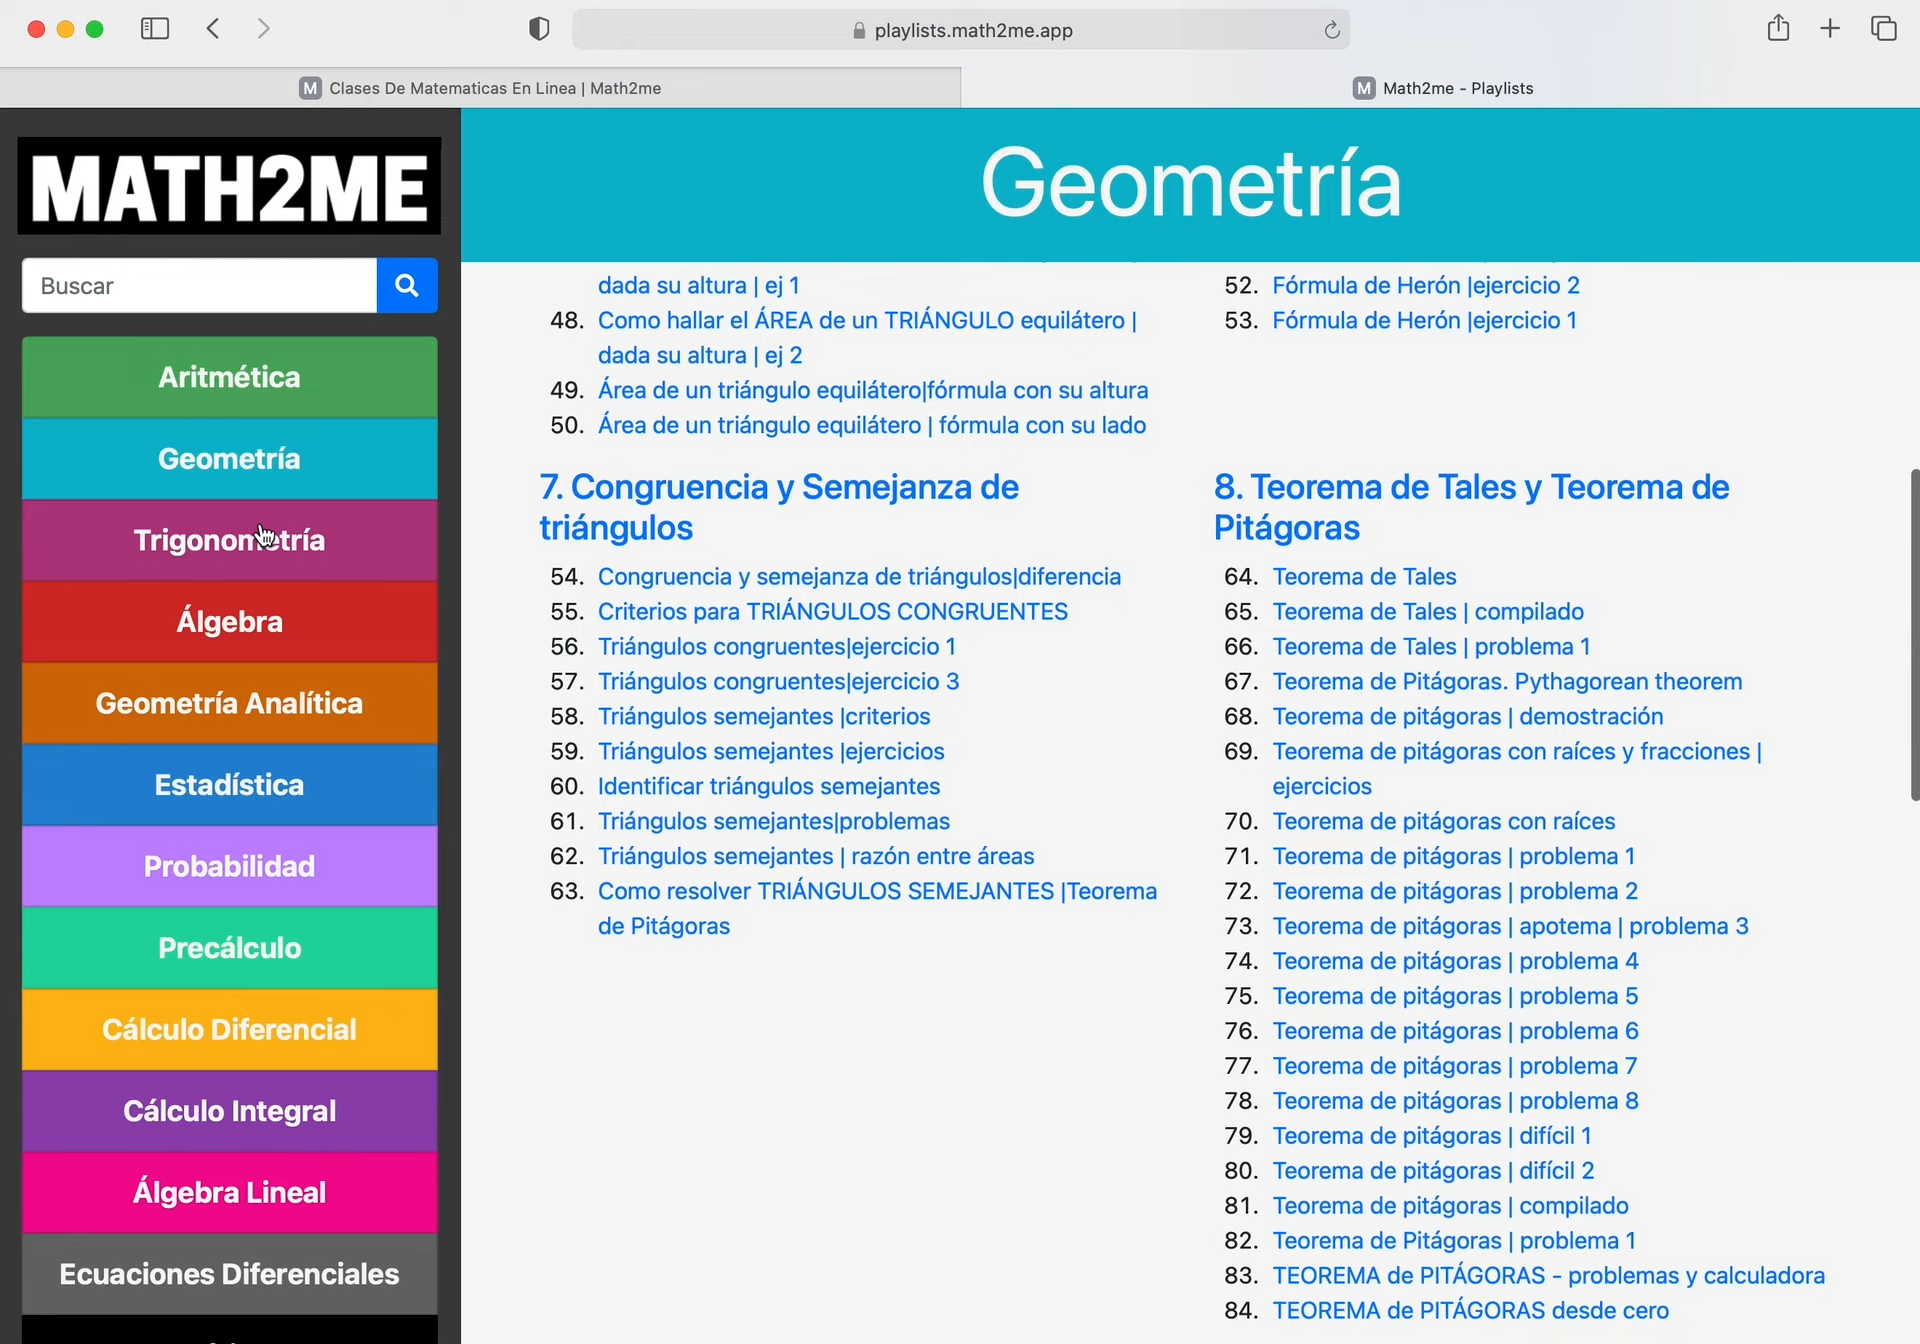 playlists.math2me.app
M Clases De Matematicas En Linea | Math2me
M Math2me - Playlists
MATH2ME
Buscar
Aritmética
Geometría
Trigonometría
Álgebra
Geometría Analítica
Estadística
Probabilidad
Precálculo
Cálculo Diferencial
Cálculo Integral
Álgebra Lineal
Ecuaciones Diferenciales
Geometría
dada su altura | ej 1
48. Como hallar el ÁREA de un TRIÁNGULO equilátero |
dada su altura | ej 2
49. Área de un triángulo equilátero|fórmula con su altura
50. Área de un triángulo equilátero | fórmula con su lado
52. Fórmula de Herón |ejercicio 2
53. Fórmula de Herón |ejercicio 1
7. Congruencia y Semejanza de
triángulos
54. Congruencia y semejanza de triángulos|diferencia
55. Criterios para TRIÁNGULOS CONGRUENTES
56. Triángulos congruentes|ejercicio 1
57. Triángulos congruentes|ejercicio 3
58. Triángulos semejantes |criterios
59. Triángulos semejantes |ejercicios
60. Identificar triángulos semejantes
61. Triángulos semejantes|problemas
62. Triángulos semejantes | razón entre áreas
63. Como resolver TRIÁNGULOS SEMEJANTES |Teorema
de Pitágoras
8. Teorema de Tales y Teorema de
Pitágoras
64. Teorema de Tales
65. Teorema de Tales | compilado
66. Teorema de Tales | problema 1
67. Teorema de Pitágoras. Pythagorean theorem
68. Teorema de pitágoras | demostración
69. Teorema de pitágoras con raíces y fracciones |
ejercicios
70. Teorema de pitágoras con raíces
71. Teorema de pitágoras | problema 1
72. Teorema de pitágoras | problema 2
73. Teorema de pitágoras | apotema | problema 3
74. Teorema de pitágoras | problema 4
75. Teorema de pitágoras | problema 5
76. Teorema de pitágoras | problema 6
77. Teorema de pitágoras | problema 7
78. Teorema de pitágoras | problema 8
79. Teorema de pitágoras | difícil 1
80. Teorema de pitágoras | difícil 2
81. Teorema de pitágoras | compilado
82. Teorema de Pitágoras | problema 1
83. TEOREMA de PITÁGORAS - problemas y calculadora
84. TEOREMA de PITÁGORAS desde cero